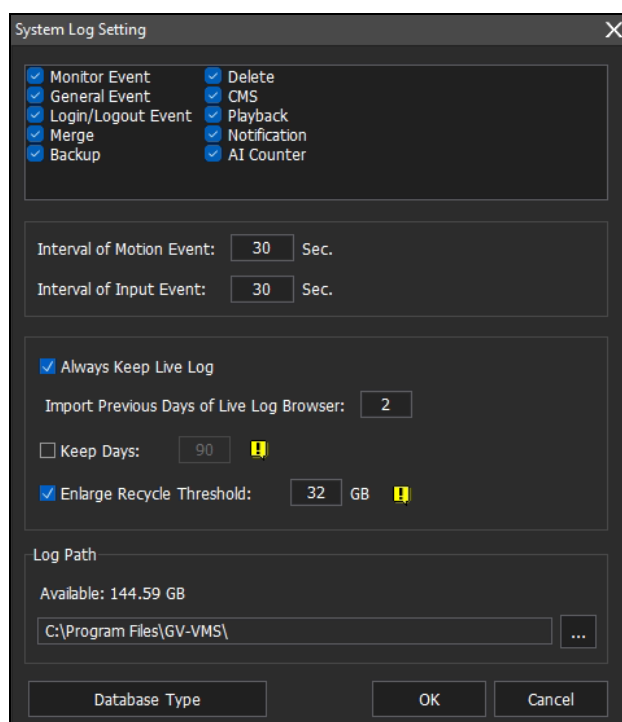 System Log Setting
Monitor Event Delete
General Event CMS
Login/Logout Event Playback
Merge Notification
Backup AI Counter
Interval of Motion Event: 30 Sec.
Interval of Input Event: 30 Sec.
Always Keep Live Log
Import Previous Days of Live Log Browser: 2
Keep Days: 90
Enlarge Recycle Threshold: 32 GB
Log Path
Available: 144.59 GB
C:\Program Files\GV-VMS\ ...
Database Type OK Cancel